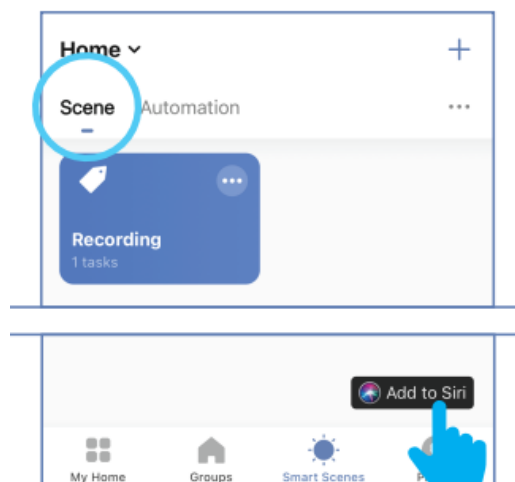 Home
Scene
Automation
Recording
1 tasks
Add to Siri
My Home
Groups
Smart Scenes